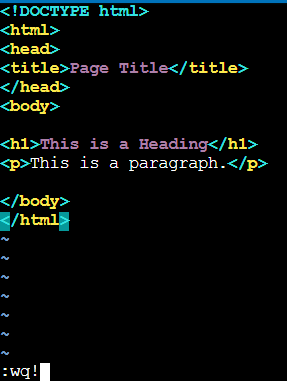 <!DOCTYPE html>
<html>
<head>
<title>Page Title</title>
</head>
<body>

<h1>This is a Heading</h1>
<p>This is a paragraph.</p>

</body>
</html>
~
~
~
~
~
~
~
:wq!